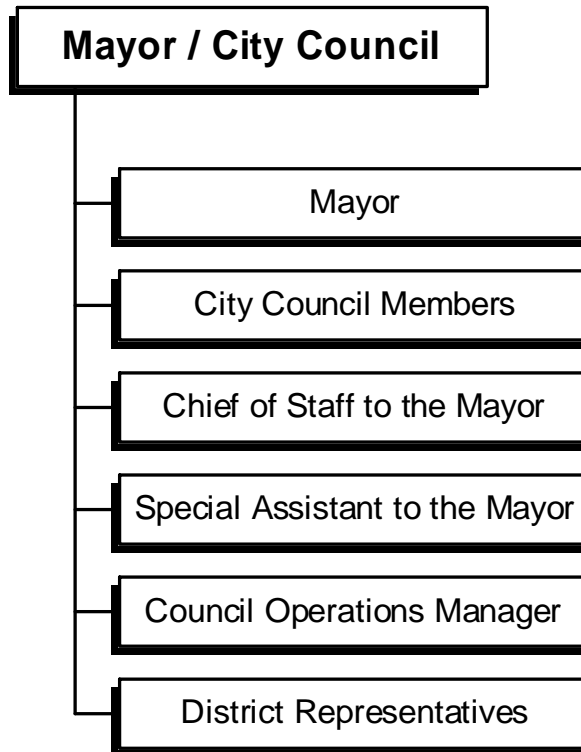 Mayor / City Council
Mayor
City Council Members
Chief of Staff to the Mayor
Special Assistant to the Mayor
Council Operations Manager
District Representatives